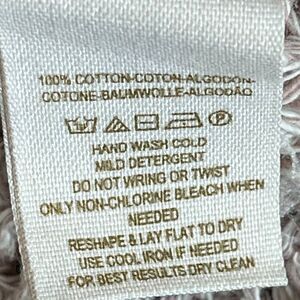 100% COTTON-COTON-ALGODON-
COTONE-BAUMWOLLE-ALGODÃO
P
HAND WASH COLD
MILD DETERGENT
DO NOT WRING OR TWIST
ONLY NON-CHLORINE BLEACH WHEN
NEEDED
RESHAPE & LAY FLAT TO DRY
USE COOL IRON IF NEEDED
FOR BEST RESULTS DRY CLEAN